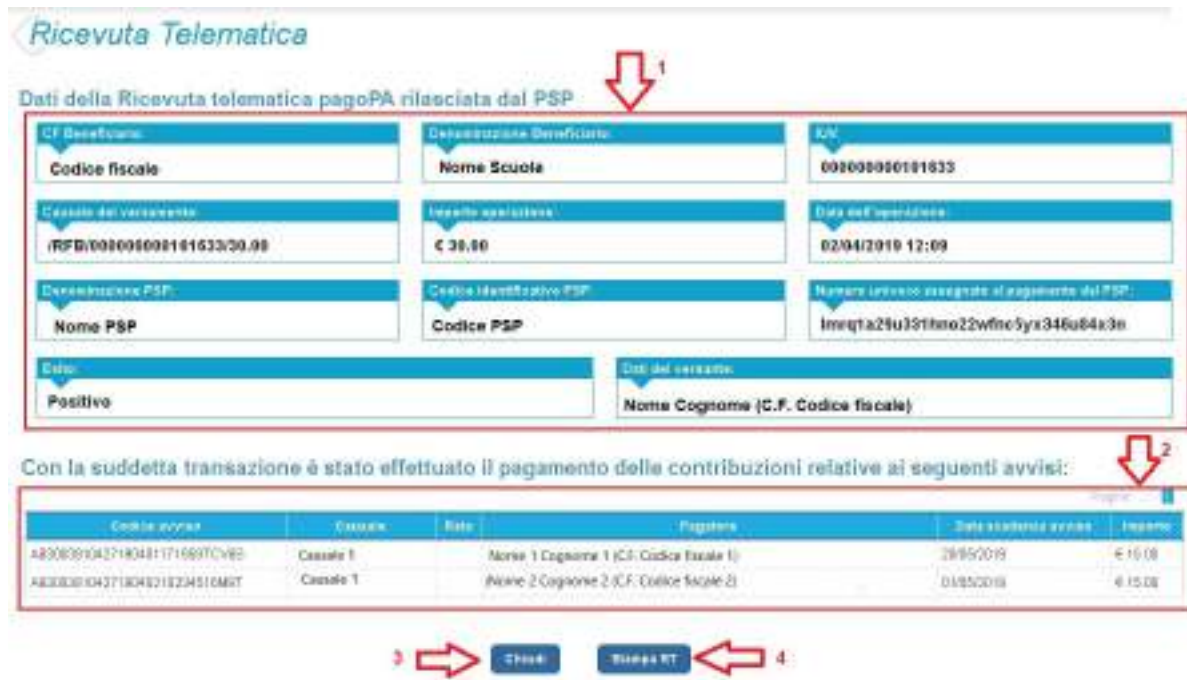 Ricevuta Telematica
1
Dati della Ricevuta telematica pagoPA rilasciata dal PSP
CF Beneficiario: Denominazione Beneficiario: IUV:
Codice fiscale Nome Scuola 000000000101633
Causale del versamento: Importo operazione: Data dell'operazione:
/RFB/000000000101633/30.00 € 30.00 02/04/2019 12:09
Denominazione PSP: Codice identificativo PSP: Numero univoco assegnato al pagamento dal PSP:
Nome PSP Codice PSP
Esito: Dati del versante:
Positivo Nome Cognome (C.F. Codice fiscale)
2
Con la suddetta transazione è stato effettuato il pagamento delle contribuzioni relative ai seguenti avvisi:
Codice avviso Causale Rata Pagatore Data scadenza avviso Importo
Causale 1 Nome 1 Cognome 1 (C.F. Codice fiscale 1) € 15.00
Causale 1 Nome 2 Cognome 2 (C.F. Codice fiscale 2) € 15.00
3 Chiudi Stampa RT 4